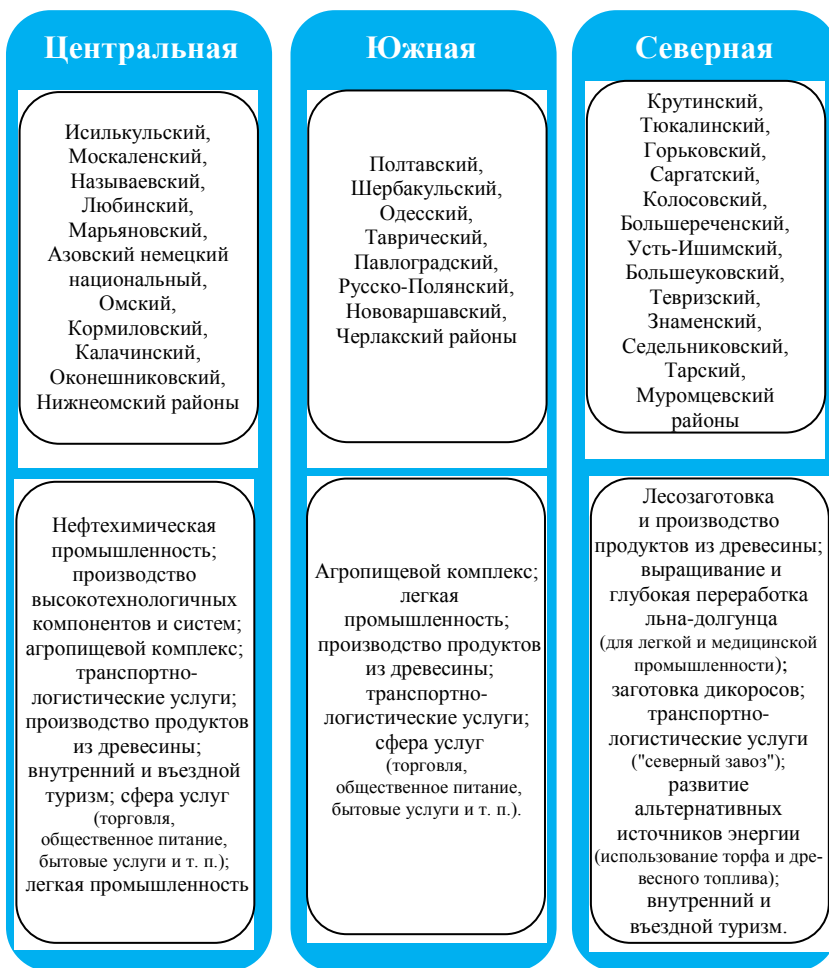 Центральная
Исилькульский,
Москаленский,
Называевский,
Любинский,
Марьяновский,
Азовский немецкий
национальный,
Омский,
Кормиловский,
Калачинский,
Оконешниковский,
Нижнеомский районы
Нефтехимическая
промышленность;
производство
высокотехнологичных
компонентов и систем;
агропищевой комплекс;
транспортно-
логистические услуги;
производство продуктов
из древесины;
внутренний и въездной
туризм; сфера услуг
(торговля,
общественное питание,
бытовые услуги и т. п.);
легкая промышленность
Южная
Полтавский,
Шербакульский,
Одесский,
Таврический,
Павлоградский,
Русско-Полянский,
Нововаршавский,
Черлакский районы
Агропищевой комплекс;
легкая
промышленность;
производство продуктов
из древесины;
транспортно-
логистические услуги;
сфера услуг
(торговля,
общественное питание,
бытовые услуги и т. п.).
Северная
Крутинский,
Тюкалинский,
Горьковский,
Саргатский,
Колосовский,
Большереченский,
Усть-Ишимский,
Большеуковский,
Тевризский,
Знаменский,
Седельниковский,
Тарский,
Муромцевский
районы
Лесозаготовка
и производство
продуктов из древесины;
выращивание и
глубокая переработка
льна-долгунца
(для легкой и медицинской
промышленности);
заготовка дикоросов;
транспортно-
логистические услуги
("северный завоз");
развитие
альтернативных
источников энергии
(использование торфа и дре-
весного топлива);
внутренний и
въездной туризм.